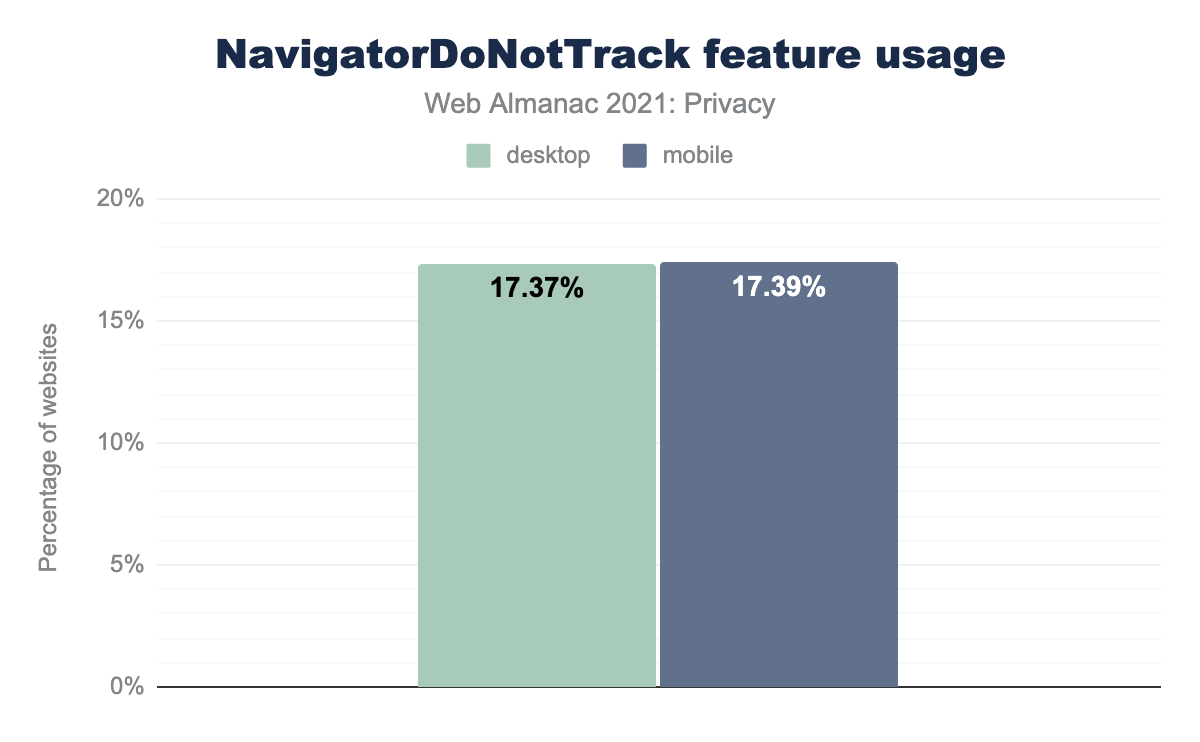 NavigatorDoNotTrack feature usage
Web Almanac 2021: Privacy
desktop mobile
20%
17.37% 17.39%
15%
10%
5%
0%
Percentage of websites